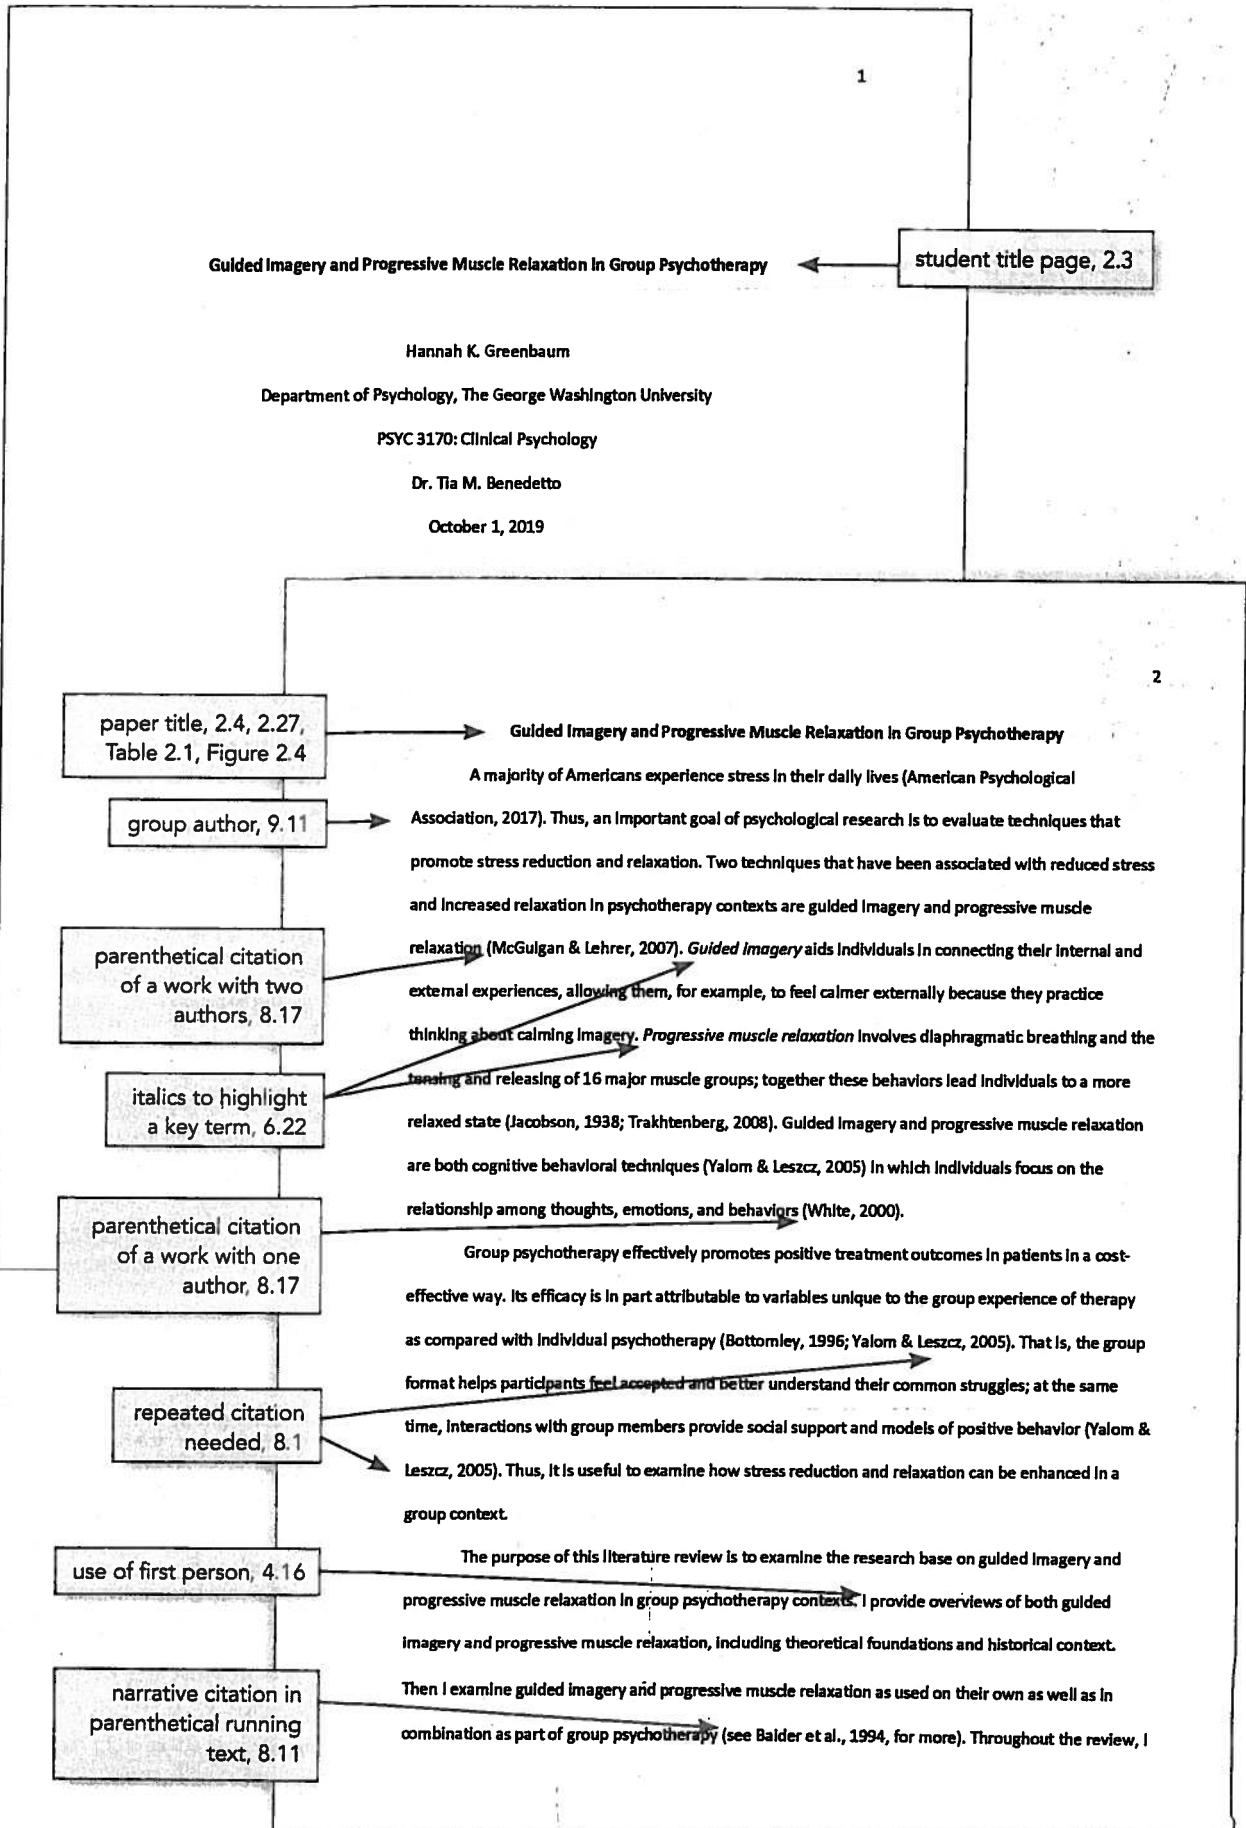 1
Guided Imagery and Progressive Muscle Relaxation in Group Psychotherapy
student title page, 2.3
Hannah K. Greenbaum
Department of Psychology, The George Washington University
PSYC 3170: Clinical Psychology
Dr. Tia M. Benedetto
October 1, 2019
2
paper title, 2.4, 2.27,
Table 2.1, Figure 2.4
Guided Imagery and Progressive Muscle Relaxation in Group Psychotherapy
A majority of Americans experience stress in their daily lives (American Psychological
group author, 9.11
Association, 2017). Thus, an important goal of psychological research is to evaluate techniques that
promote stress reduction and relaxation. Two techniques that have been associated with reduced stress
and increased relaxation in psychotherapy contexts are guided imagery and progressive muscle
parenthetical citation
of a work with two
authors, 8.17
relaxation (McGuigan & Lehrer, 2007). Guided imagery aids individuals in connecting their internal and
external experiences, allowing them, for example, to feel calmer externally because they practice
thinking about calming imagery. Progressive muscle relaxation involves diaphragmatic breathing and the
italics to highlight
a key term, 6.22
tensing and releasing of 16 major muscle groups; together these behaviors lead individuals to a more
relaxed state (Jacobson, 1938; Trakhtenberg, 2008). Guided imagery and progressive muscle relaxation
are both cognitive behavioral techniques (Yalom & Leszcz, 2005) in which individuals focus on the
parenthetical citation
of a work with one
author, 8.17
relationship among thoughts, emotions, and behaviors (White, 2000).
Group psychotherapy effectively promotes positive treatment outcomes in patients in a cost-
effective way. Its efficacy is in part attributable to variables unique to the group experience of therapy
as compared with individual psychotherapy (Bottomley, 1996; Yalom & Leszcz, 2005). That is, the group
format helps participants feel accepted and better understand their common struggles; at the same
repeated citation
needed, 8.1
time, interactions with group members provide social support and models of positive behavior (Yalom &
Leszcz, 2005). Thus, it is useful to examine how stress reduction and relaxation can be enhanced in a
group context.
use of first person, 4.16
The purpose of this literature review is to examine the research base on guided imagery and
progressive muscle relaxation in group psychotherapy contexts. I provide overviews of both guided
imagery and progressive muscle relaxation, including theoretical foundations and historical context.
narrative citation in
parenthetical running
text, 8.11
Then I examine guided imagery and progressive muscle relaxation as used on their own as well as in
combination as part of group psychotherapy (see Baider et al., 1994, for more). Throughout the review, I